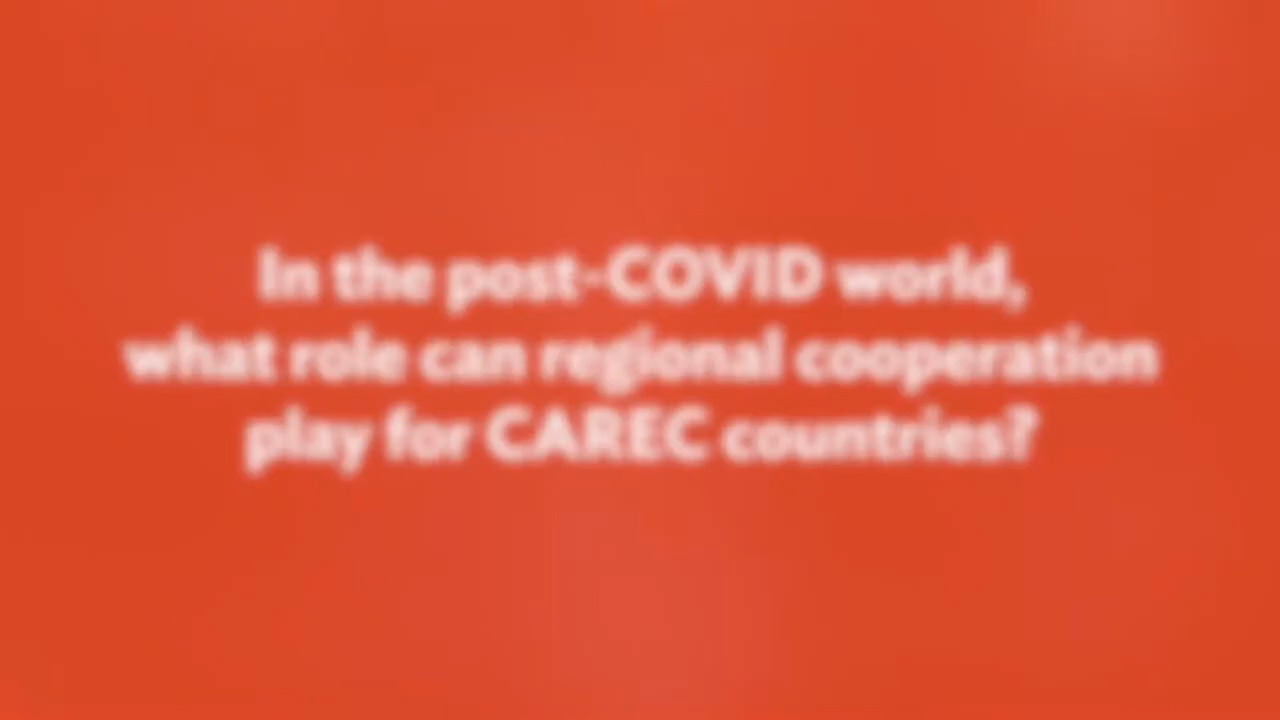 In the post-COVID world,
what role can regional cooperation
play for CAREC countries?